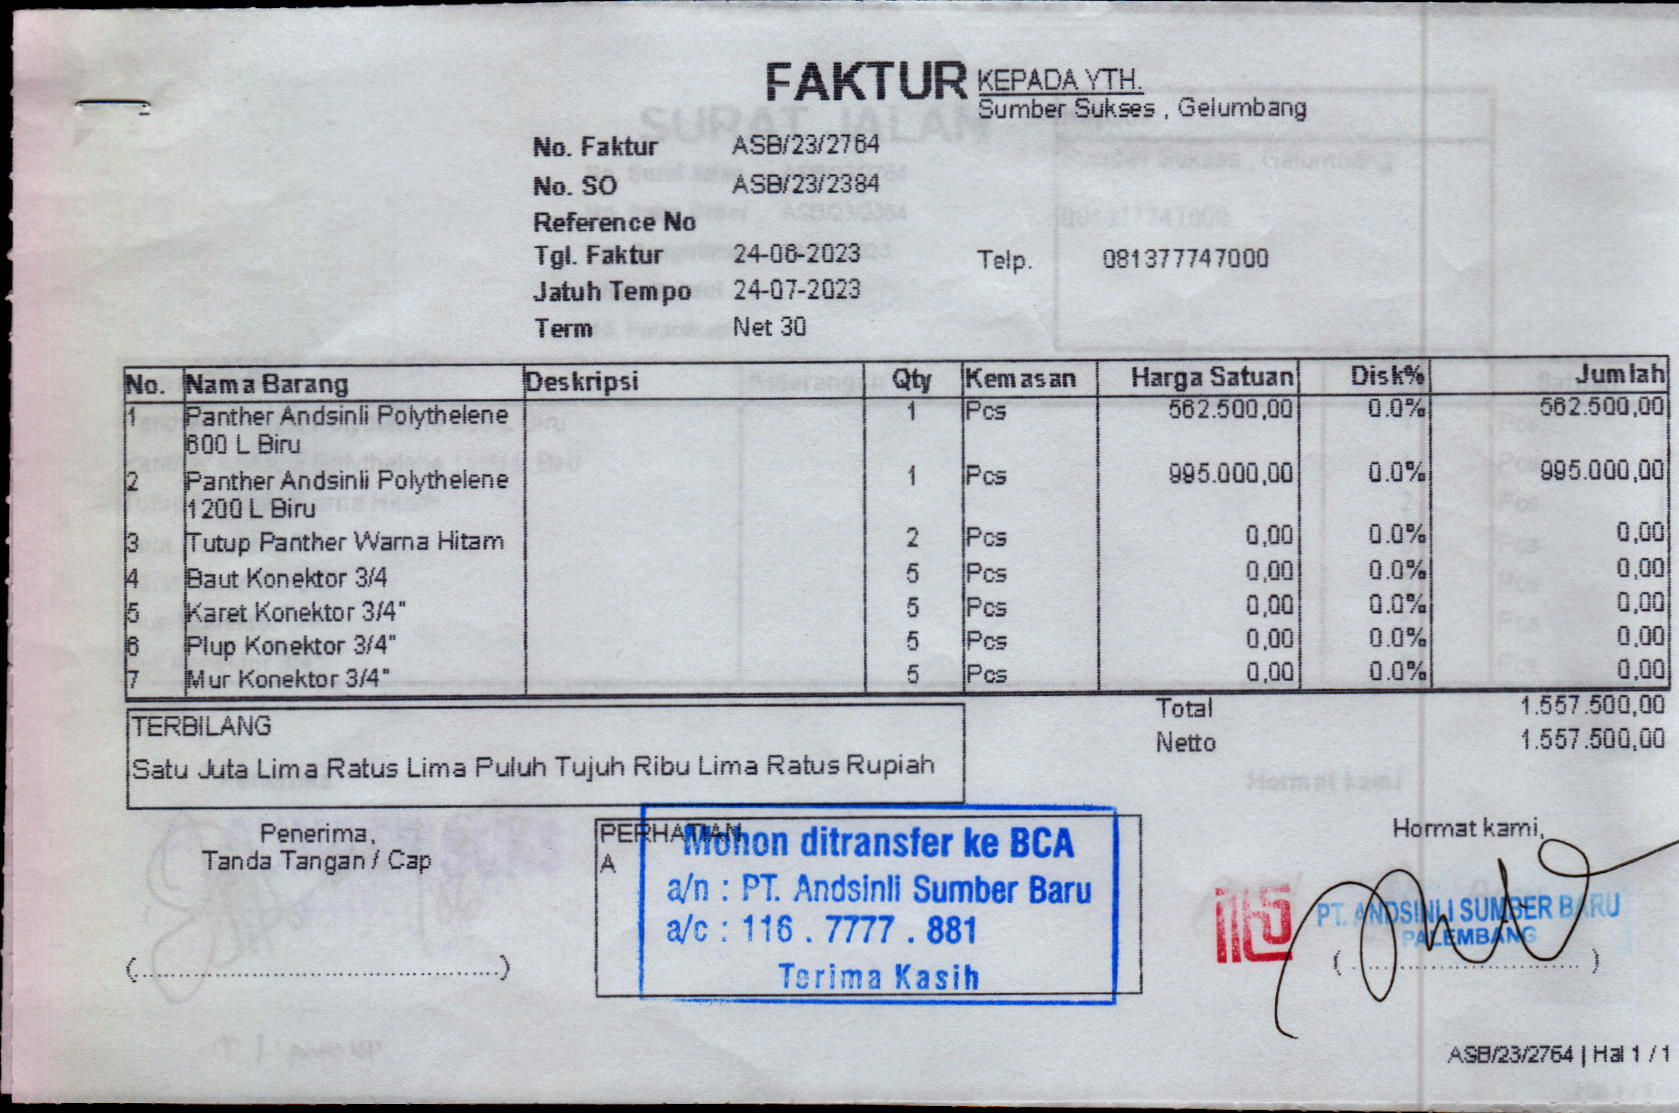 FAKTUR
KEPADA YTH.
Sumber Sukses , Gelumbang
No. Faktur ASB/23/2764
No. SO ASB/23/2384
Reference No
Tgl. Faktur 24-06-2023
Telp. 081377747000
Jatuh Tempo 24-07-2023
Term Net 30
No. Nama Barang Deskripsi Qty Kemasan Harga Satuan Disk% Jumlah
1 Panther Andsinli Polythelene 1 Pcs 562.500,00 0.0% 562.500,00
600 L Biru
2 Panther Andsinli Polythelene 1 Pcs 995.000,00 0.0% 995.000,00
1200 L Biru
3 Tutup Panther Warna Hitam 2 Pcs 0,00 0.0% 0,00
4 Baut Konektor 3/4 5 Pcs 0,00 0.0% 0,00
5 Karet Konektor 3/4" 5 Pcs 0,00 0.0% 0,00
6 Plup Konektor 3/4" 5 Pcs 0,00 0.0% 0,00
7 Mur Konektor 3/4" 5 Pcs 0,00 0.0% 0,00
Total 1.557.500,00
Netto 1.557.500,00
TERBILANG
Satu Juta Lima Ratus Lima Puluh Tujuh Ribu Lima Ratus Rupiah
Penerima,
Tanda Tangan / Cap
(..............................................)
PERHATIAN
A
Mohon ditransfer ke BCA
a/n : PT. Andsinli Sumber Baru
a/c : 116 . 7777 . 881
Terima Kasih
Hormat kami,
PT. ANDSINLI SUMBER BARU
PALEMBANG
( .............................. )
ASB/23/2764 | Hal 1 / 1